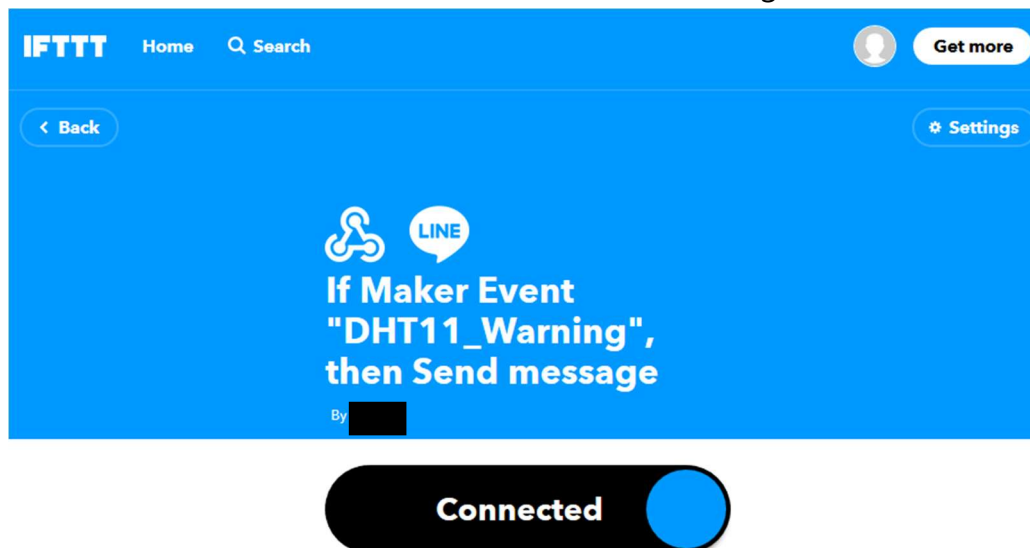 IFTTT Home Search Get more
Back Settings
LINE
If Maker Event
"DHT11_Warning",
then Send message
By
Connected